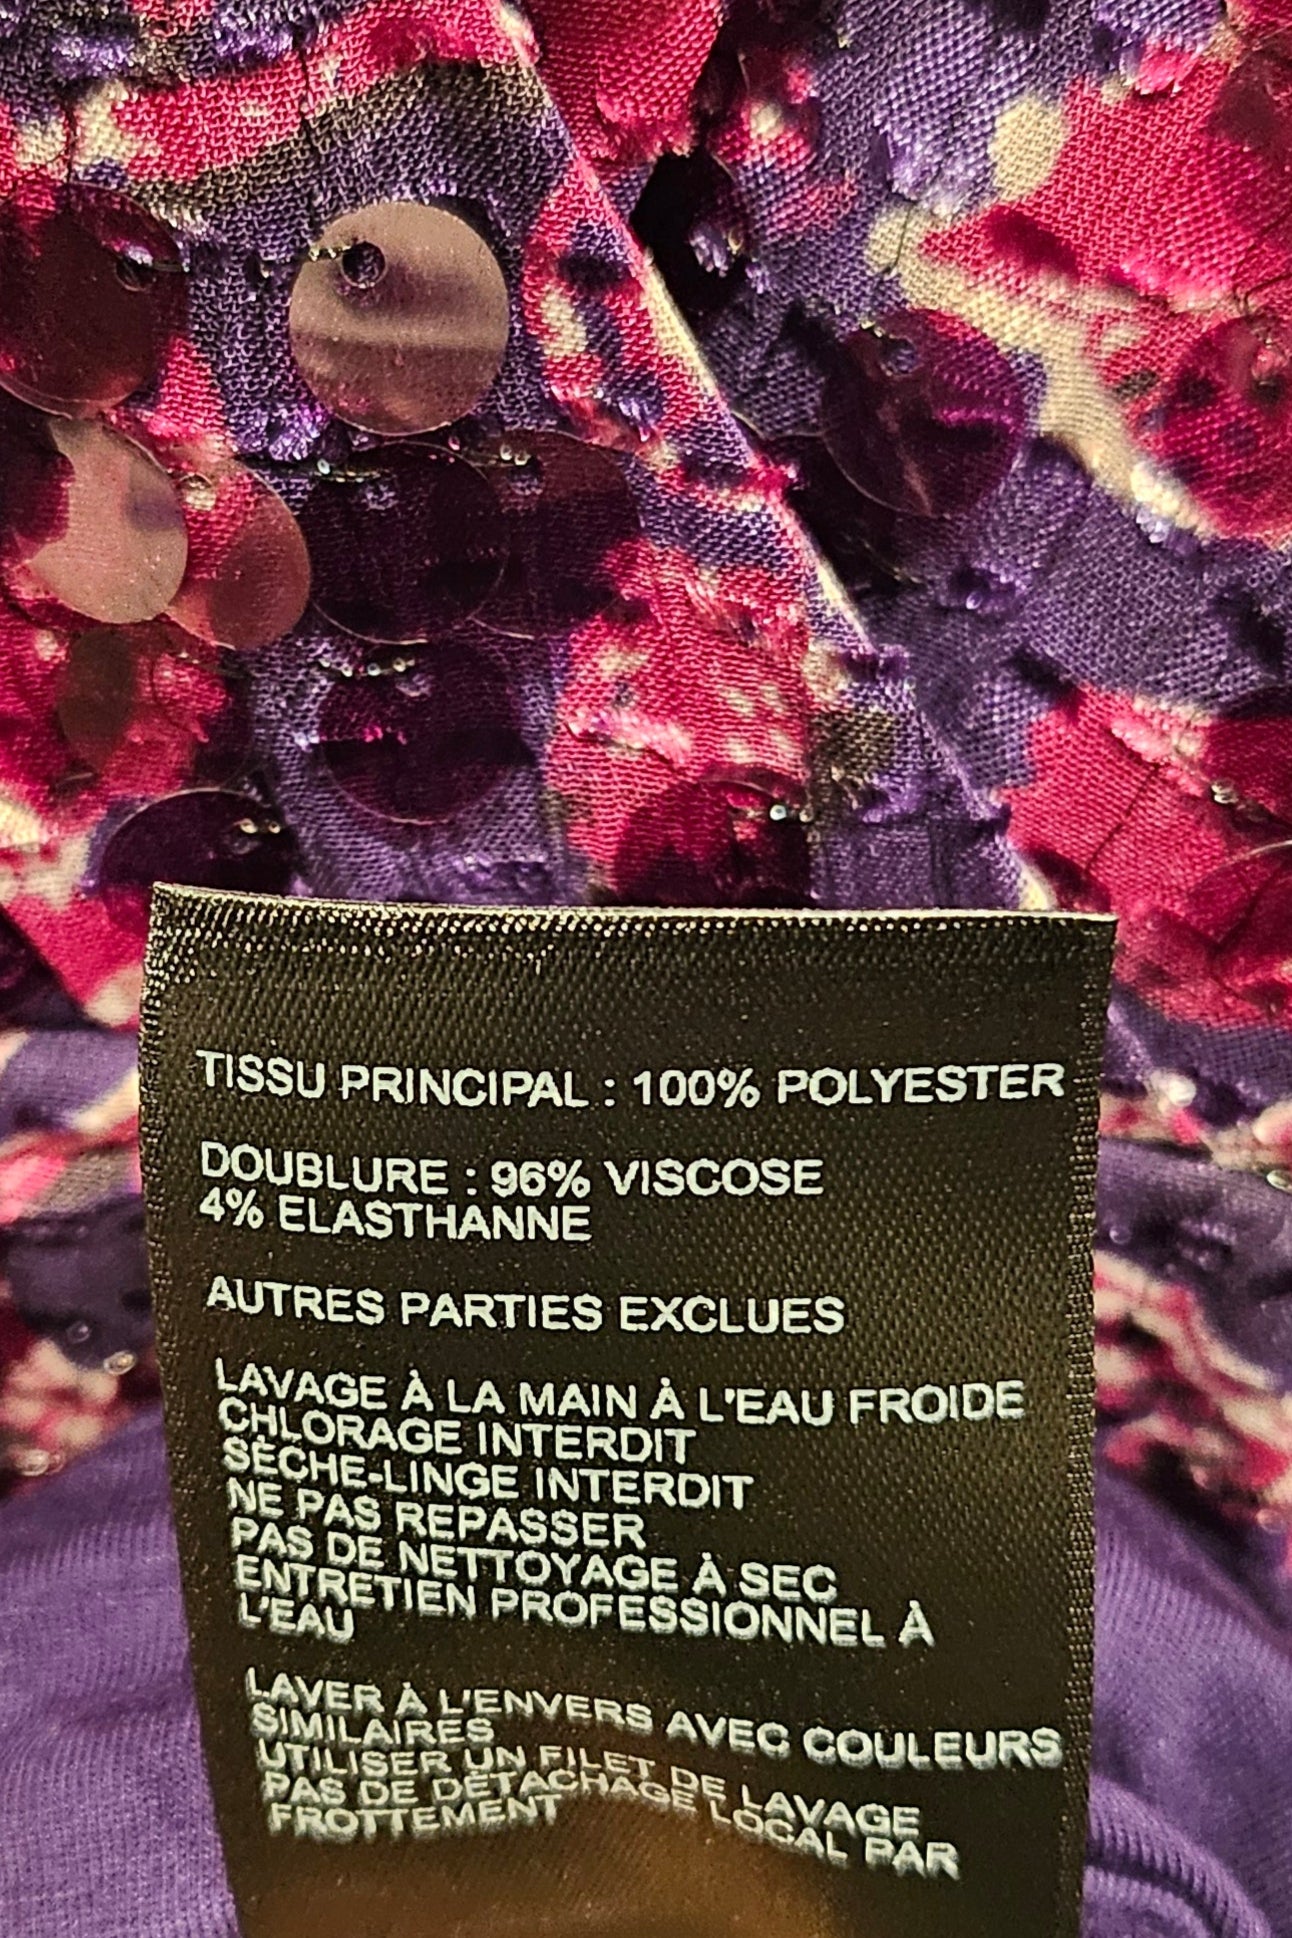 TISSU PRINCIPAL : 100% POLYESTER
DOUBLURE : 96% VISCOSE
4% ELASTHANNE
AUTRES PARTIES EXCLUES
LAVAGE À LA MAIN À L'EAU FROIDE
CHLORAGE INTERDIT
SÈCHE-LINGE INTERDIT
NE PAS REPASSER
PAS DE NETTOYAGE À SEC
ENTRETIEN PROFESSIONNEL À
L'EAU
LAVER À L'ENVERS AVEC COULEURS
SIMILAIRES
UTILISER UN FILET DE LAVAGE
PAS DE DÉTACHAGE LOCAL PAR
FROTTEMENT